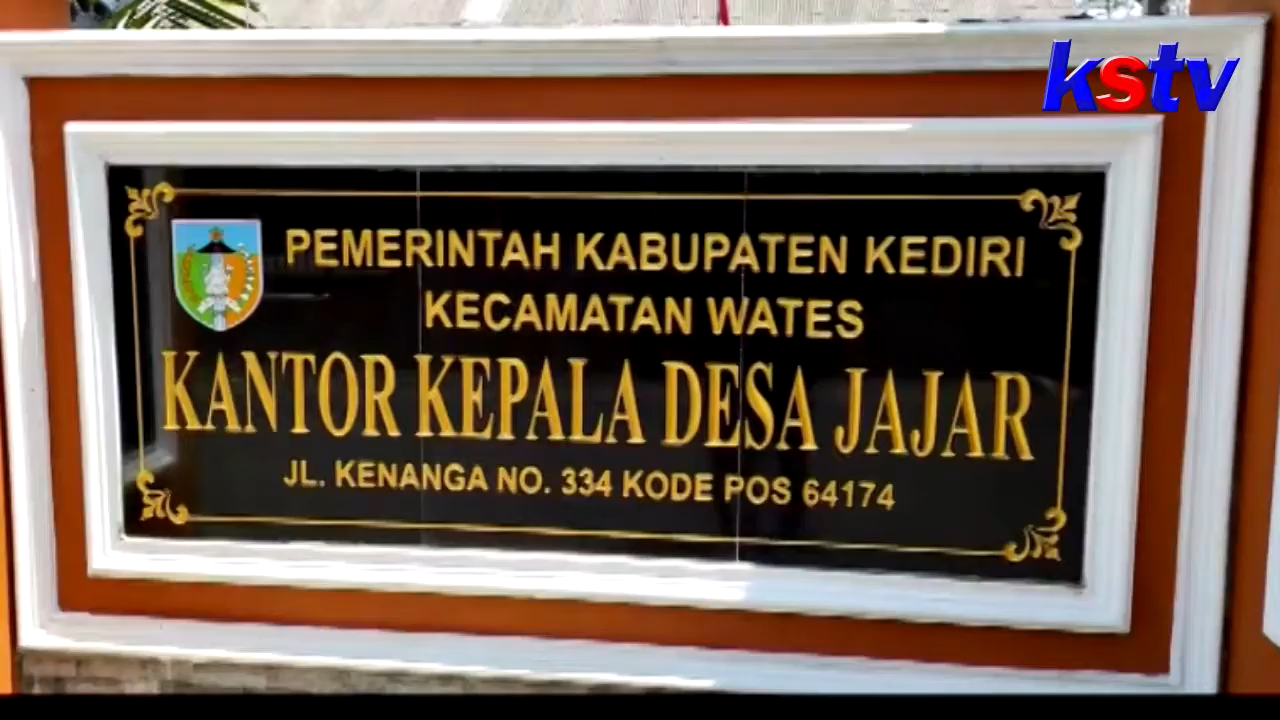 kstv
PEMERINTAH KABUPATEN KEDIRI
KECAMATAN WATES
KANTOR KEPALA DESA JAJAR
JL. KENANGA NO. 334 KODE POS 64174